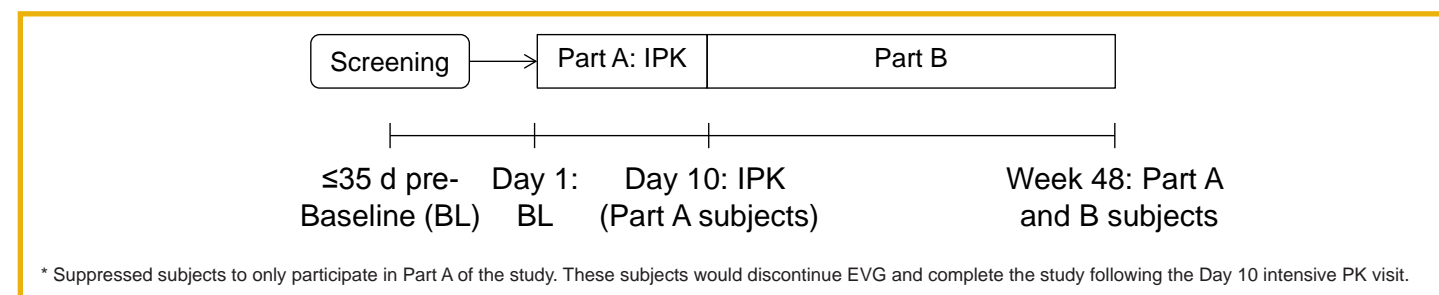 Screening
Part A: IPK
Part B
≤35 d pre-
Baseline (BL)
Day 1:
BL
Day 10: IPK
(Part A subjects)
Week 48: Part A
and B subjects
* Suppressed subjects to only participate in Part A of the study. These subjects would discontinue EVG and complete the study following the Day 10 intensive PK visit.